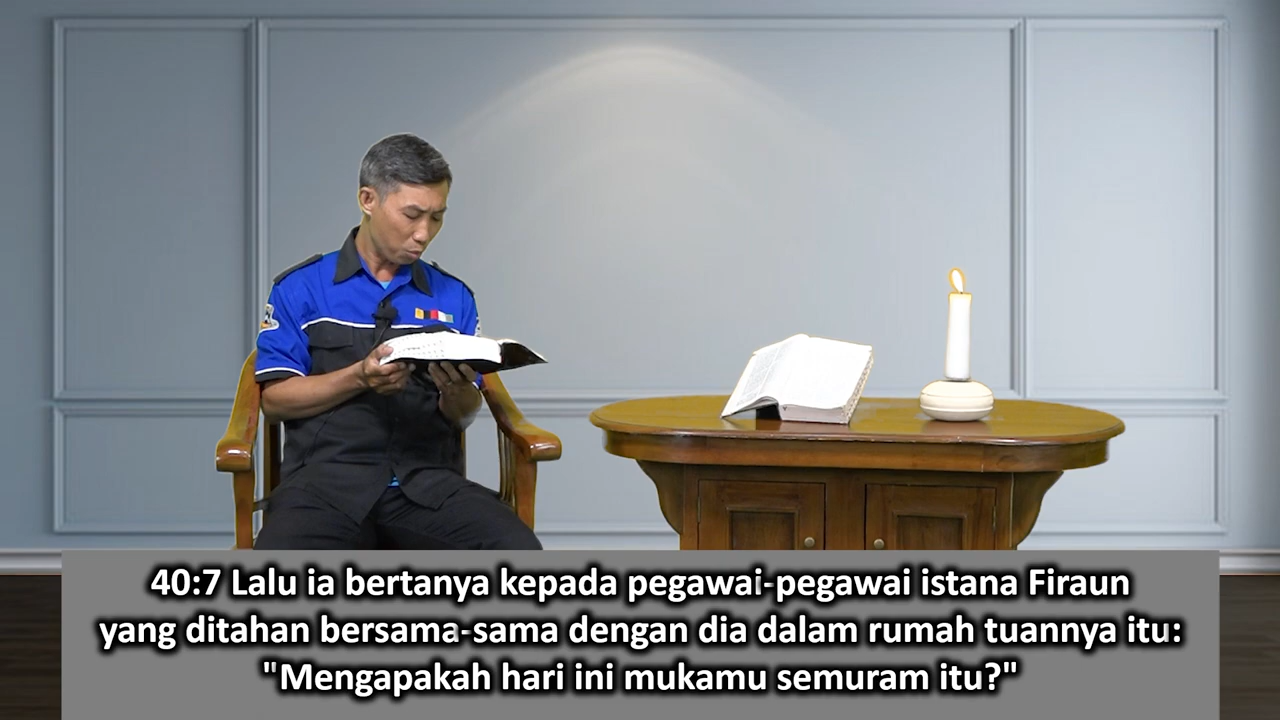 40:7 Lalu ia bertanya kepada pegawai-pegawai istana Firaun
yang ditahan bersama-sama dengan dia dalam rumah tuannya itu:
"Mengapakah hari ini mukamu semuram itu?"